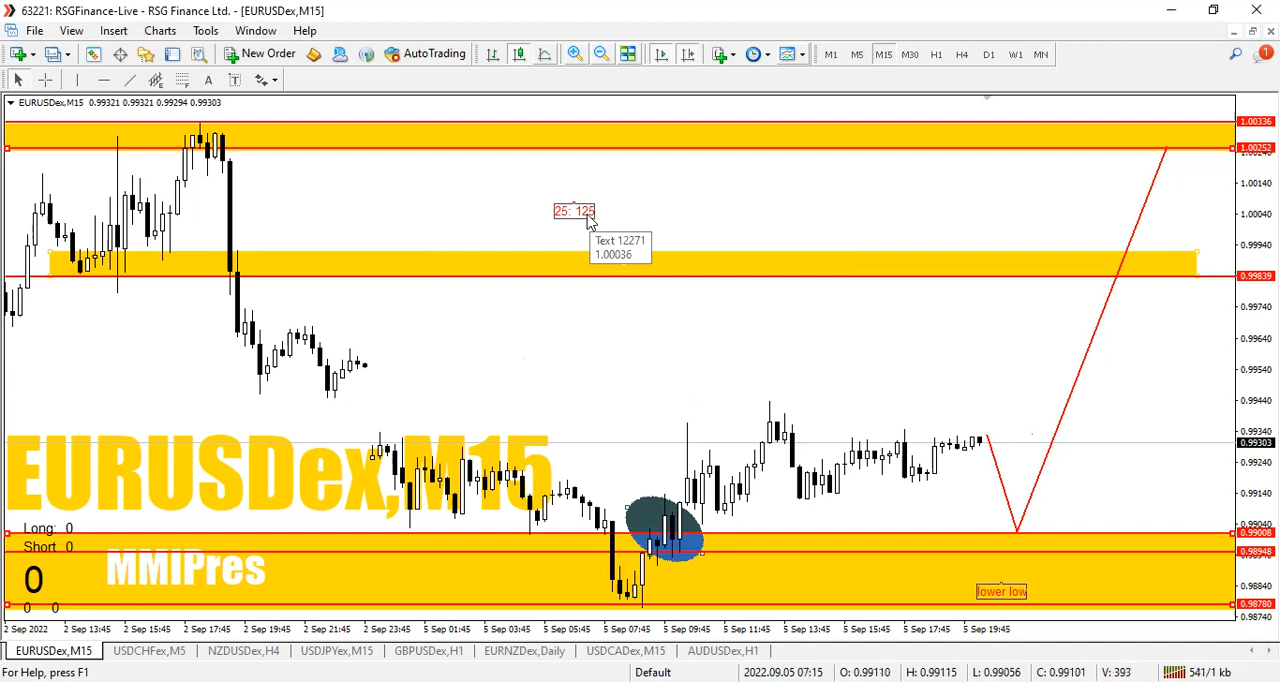 63221: RSGFinance-Live - RSG Finance Ltd. - [EURUSDex,M15]
File View Insert Charts Tools Window Help
New Order AutoTrading M1 M5 M15 M30 H1 H4 D1 W1 MN 1
A T
EURUSDex,M15 0.99321 0.99321 0.99294 0.99303
1.00336
1.00252
1.00140
25: 125
1.00040
Text 12271
1.00036
0.99940
0.99839
0.99740
0.99640
0.99540
0.99440
0.99340
0.99303
EURUSDex,M15
0.99240
0.99140
Long: 0
0.99040
0.99008
Short 0
0.98948
MMIPres
0
0.98840
lower low
0.98780
0 0
0.98740
2 Sep 2022 2 Sep 13:45 2 Sep 15:45 2 Sep 17:45 2 Sep 19:45 2 Sep 21:45 2 Sep 23:45 5 Sep 01:45 5 Sep 03:45 5 Sep 05:45 5 Sep 07:45 5 Sep 09:45 5 Sep 11:45 5 Sep 13:45 5 Sep 15:45 5 Sep 17:45 5 Sep 19:45
EURUSDex,M15 USDCHFex,M5 NZDUSDex,H4 USDJPYex,M15 GBPUSDex,H1 EURNZDex,Daily USDCADex,M15 AUDUSDex,H1
For Help, press F1 Default 2022.09.05 07:15 O: 0.99110 H: 0.99115 L: 0.99056 C: 0.99101 V: 393 541/1 kb